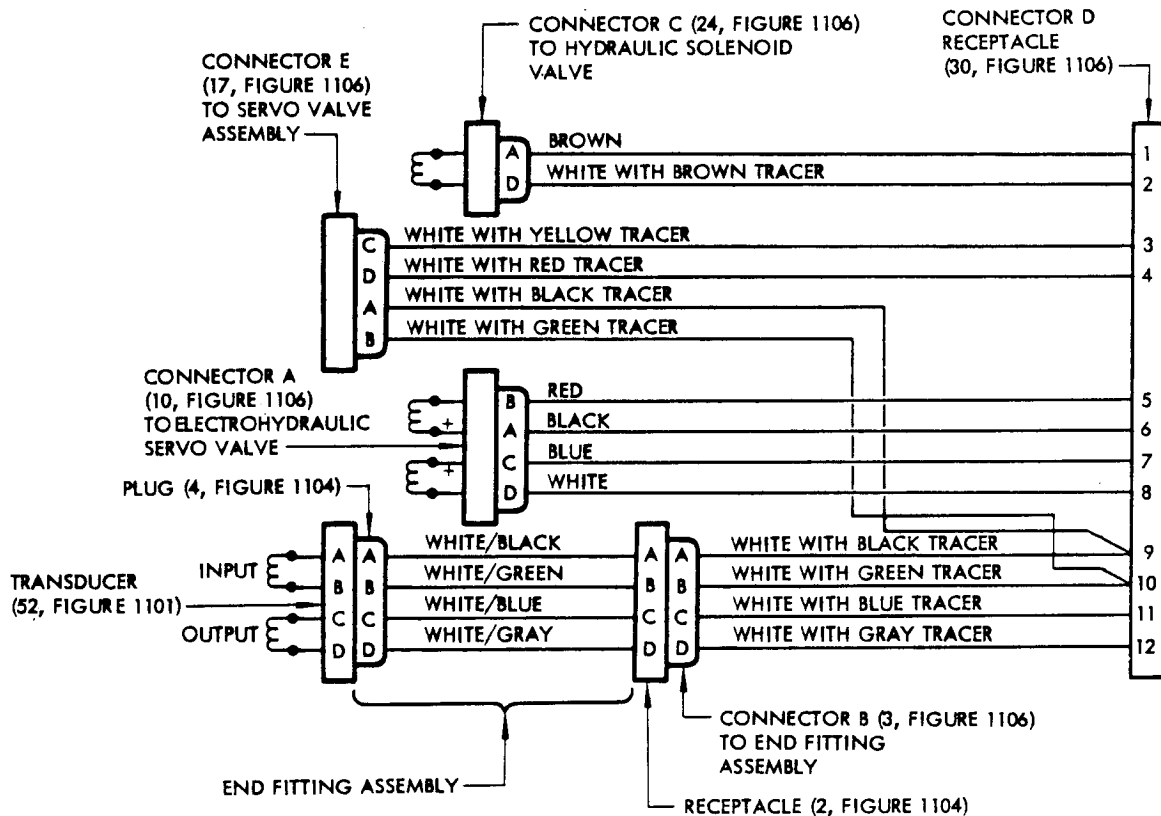 CONNECTOR C (24, FIGURE 1106)
TO HYDRAULIC SOLENOID
VALVE
CONNECTOR D
RECEPTACLE
(30, FIGURE 1106)
CONNECTOR E
(17, FIGURE 1106)
TO SERVO VALVE
ASSEMBLY
A
BROWN
1
D
WHITE WITH BROWN TRACER
2
C
WHITE WITH YELLOW TRACER
3
D
WHITE WITH RED TRACER
4
A
WHITE WITH BLACK TRACER
B
WHITE WITH GREEN TRACER
CONNECTOR A
(10, FIGURE 1106)
TO ELECTROHYDRAULIC
SERVO VALVE
B
RED
5
+
A
BLACK
6
+
C
BLUE
7
D
WHITE
8
PLUG (4, FIGURE 1104)
TRANSDUCER
(52, FIGURE 1101)
INPUT
OUTPUT
A A WHITE/BLACK A A WHITE WITH BLACK TRACER 9
B B WHITE/GREEN B B WHITE WITH GREEN TRACER 10
C C WHITE/BLUE C C WHITE WITH BLUE TRACER 11
D D WHITE/GRAY D D WHITE WITH GRAY TRACER 12
END FITTING ASSEMBLY
CONNECTOR B (3, FIGURE 1106)
TO END FITTING
ASSEMBLY
RECEPTACLE (2, FIGURE 1104)